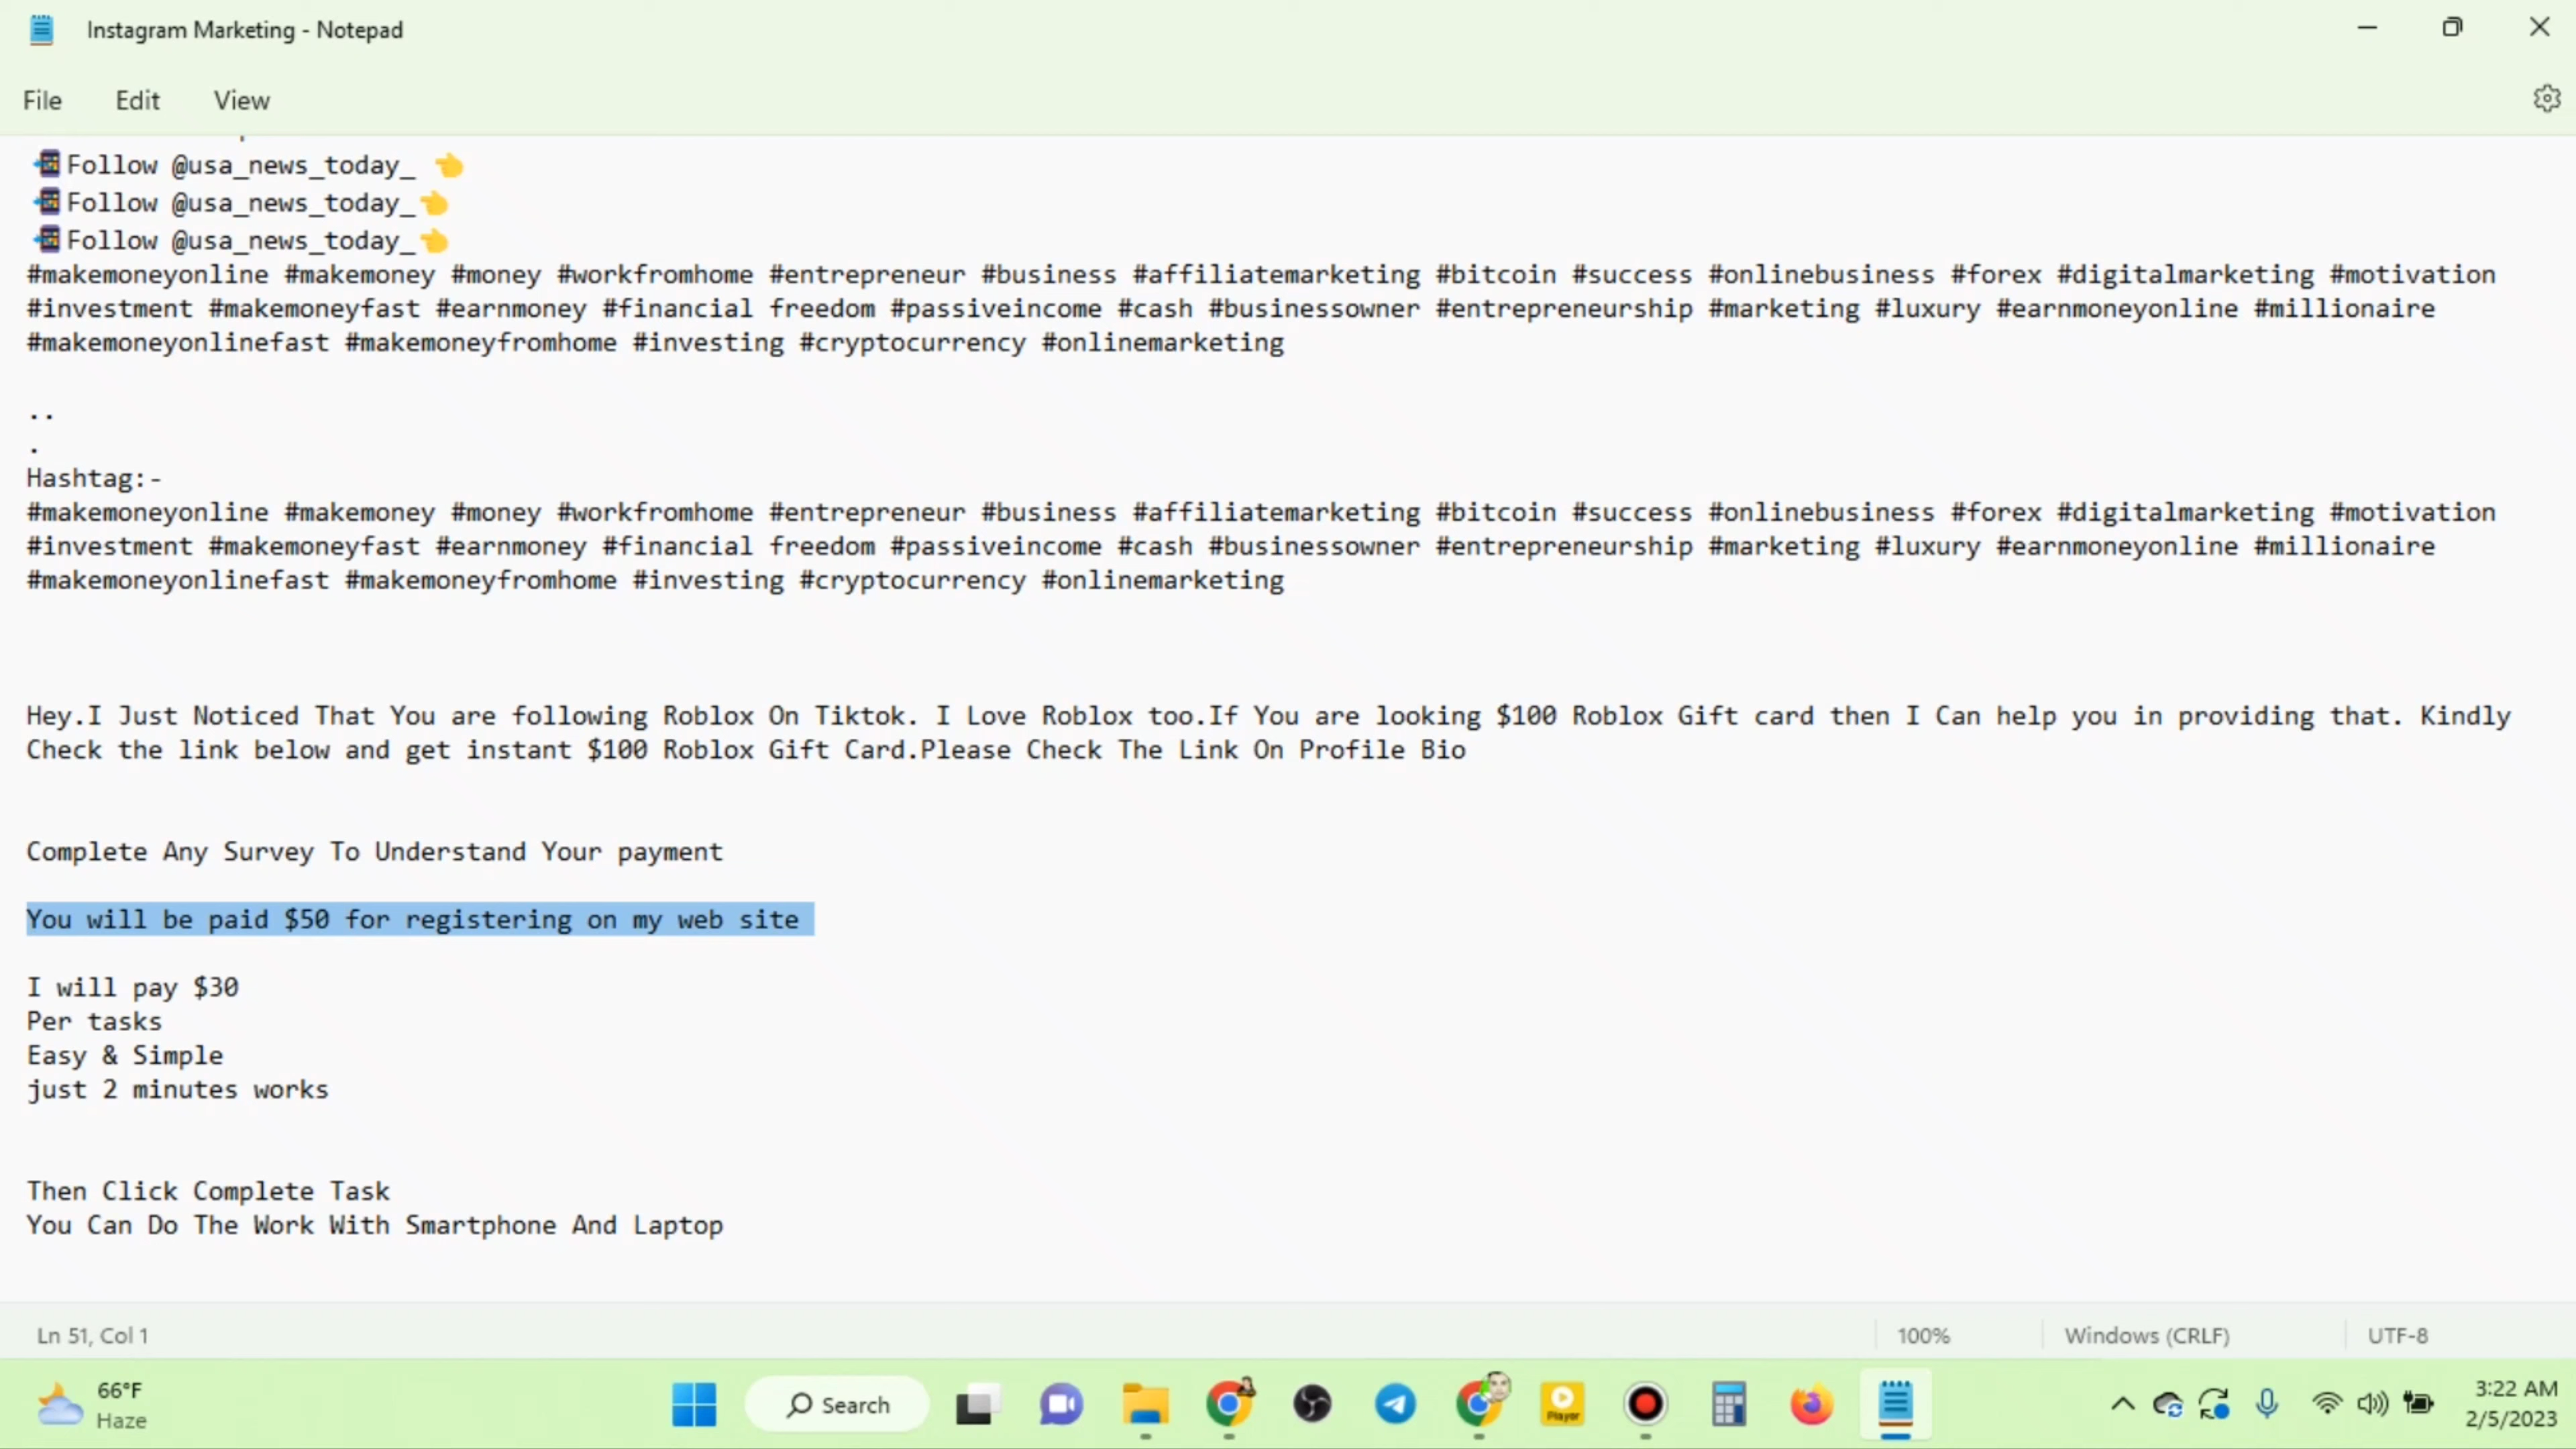 Instagram Marketing - Notepad
File Edit View
Follow @usa_news_today_
Follow @usa_news_today_
Follow @usa_news_today_
#makemoneyonline #makemoney #money #workfromhome #entrepreneur #business #affiliatemarketing #bitcoin #success #onlinebusiness #forex #digitalmarketing #motivation
#investment #makemoneyfast #earnmoney #financial freedom #passiveincome #cash #businessowner #entrepreneurship #marketing #luxury #earnmoneyonline #millionaire
#makemoneyonlinefast #makemoneyfromhome #investing #cryptocurrency #onlinemarketing
..
.
Hashtag:-
#makemoneyonline #makemoney #money #workfromhome #entrepreneur #business #affiliatemarketing #bitcoin #success #onlinebusiness #forex #digitalmarketing #motivation
#investment #makemoneyfast #earnmoney #financial freedom #passiveincome #cash #businessowner #entrepreneurship #marketing #luxury #earnmoneyonline #millionaire
#makemoneyonlinefast #makemoneyfromhome #investing #cryptocurrency #onlinemarketing
Hey.I Just Noticed That You are following Roblox On Tiktok. I Love Roblox too.If You are looking $100 Roblox Gift card then I Can help you in providing that. Kindly
Check the link below and get instant $100 Roblox Gift Card.Please Check The Link On Profile Bio
Complete Any Survey To Understand Your payment
You will be paid $50 for registering on my web site
I will pay $30
Per tasks
Easy & Simple
just 2 minutes works
Then Click Complete Task
You Can Do The Work With Smartphone And Laptop
Ln 51, Col 1 100% Windows (CRLF) UTF-8
66°F
Haze
Search
Player
3:22 AM
2/5/2023